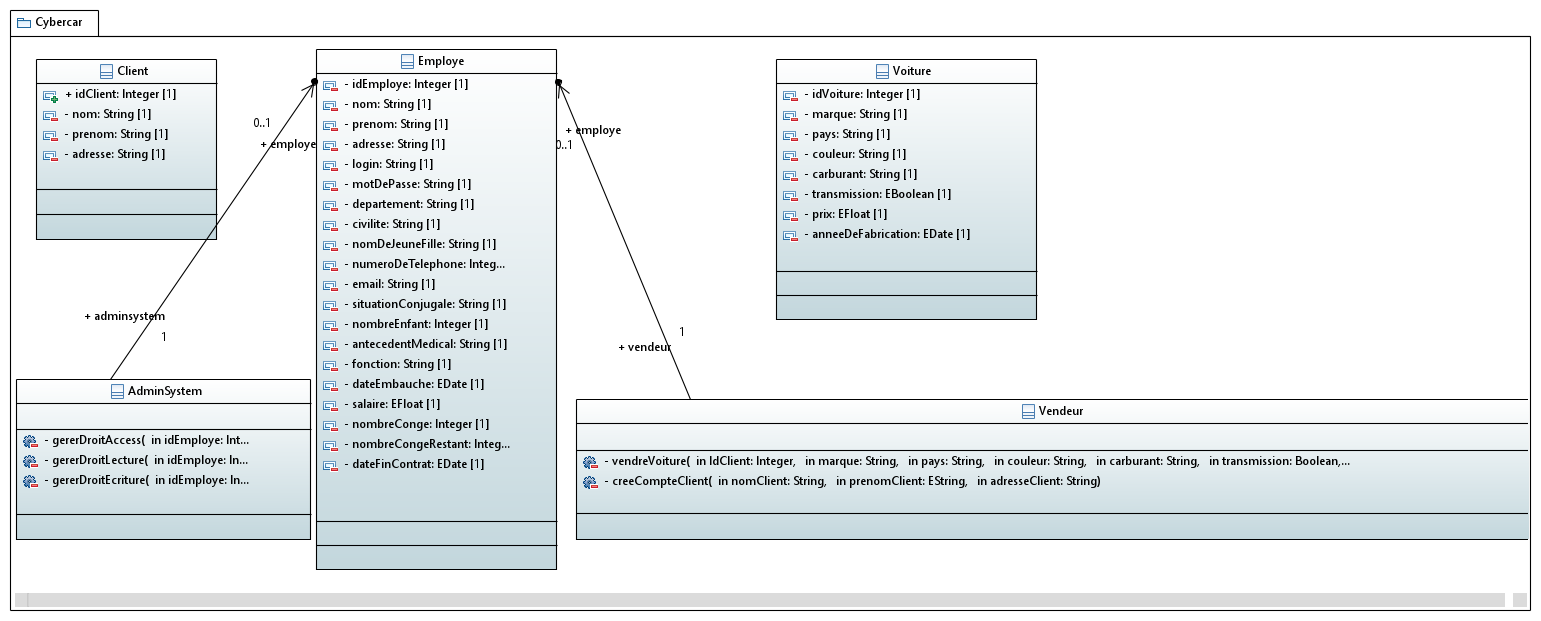 Cybercar
Client
+ idClient: Integer [1]
- nom: String [1]
- prenom: String [1]
- adresse: String [1]
Employe
- idEmploye: Integer [1]
- nom: String [1]
- prenom: String [1]
- adresse: String [1]
- login: String [1]
- motDePasse: String [1]
- departement: String [1]
- civilite: String [1]
- nomDeJeuneFille: String [1]
- numeroDeTelephone: Integ...
- email: String [1]
- situationConjugale: String [1]
- nombreEnfant: Integer [1]
- antecedentMedical: String [1]
- fonction: String [1]
- dateEmbauche: EDate [1]
- salaire: EFloat [1]
- nombreConge: Integer [1]
- nombreCongeRestant: Integ...
- dateFinContrat: EDate [1]
Voiture
- idVoiture: Integer [1]
- marque: String [1]
- pays: String [1]
- couleur: String [1]
- carburant: String [1]
- transmission: EBoolean [1]
- prix: EFloat [1]
- anneeDeFabrication: EDate [1]
0..1
+ employe
+ adminsystem
1
+ employe
0..1
1
+ vendeur
AdminSystem
- gererDroitAccess( in idEmploye: Int...
- gererDroitLecture( in idEmploye: In...
- gererDroitEcriture( in idEmploye: In...
Vendeur
- vendreVoiture( in IdClient: Integer, in marque: String, in pays: String, in couleur: String, in carburant: String, in transmission: Boolean,...
- creeCompteClient( in nomClient: String, in prenomClient: EString, in adresseClient: String)